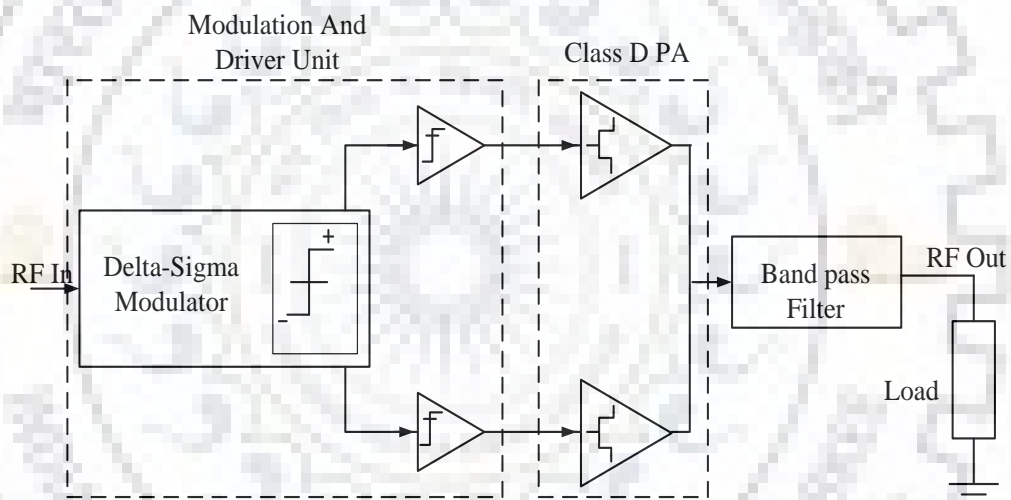 Modulation And
Driver Unit
Class D PA
RF In
Delta-Sigma
Modulator
+
-
Band pass
Filter
RF Out
Load